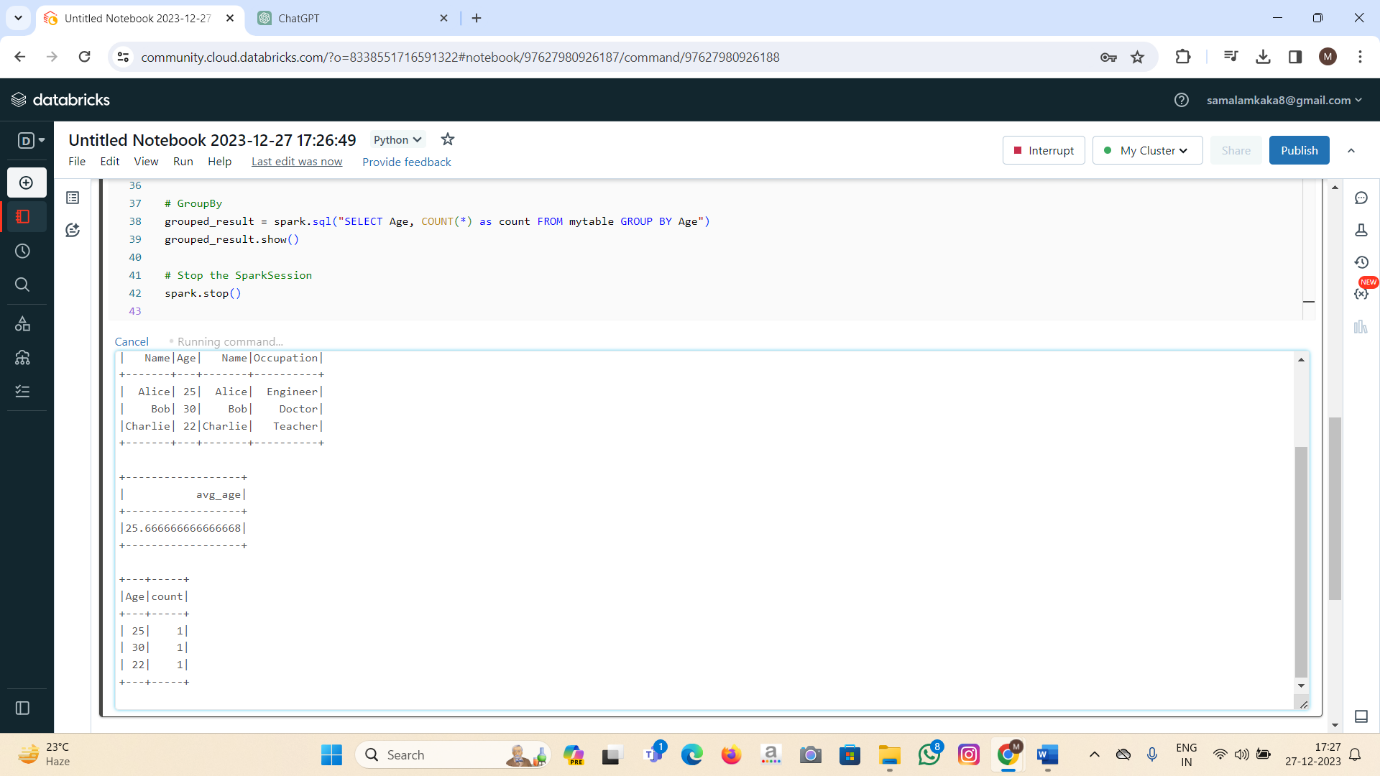 Untitled Notebook 2023-12-27
ChatGPT
community.cloud.databricks.com/?o=8338551716591322#notebook/97627980926187/command/97627980926188
M
databricks
samalamkaka8@gmail.com
D
Untitled Notebook 2023-12-27 17:26:49
Python
File Edit View Run Help Last edit was now Provide feedback
Interrupt
My Cluster
Share
Publish
36
37 # GroupBy
38 grouped_result = spark.sql("SELECT Age, COUNT(*) as count FROM mytable GROUP BY Age")
39 grouped_result.show()
40
41 # Stop the SparkSession
42 spark.stop()
43
NEW
Cancel Running command...
|   Name|Age|   Name|Occupation|
+-------+---+-------+----------+
|  Alice| 25|  Alice|  Engineer|
|    Bob| 30|    Bob|    Doctor|
|Charlie| 22|Charlie|   Teacher|
+-------+---+-------+----------+
+------------------+
|           avg_age|
+------------------+
|25.666666666666668|
+------------------+
+---+-----+
|Age|count|
+---+-----+
| 25|    1|
| 30|    1|
| 22|    1|
+---+-----+
23°C
Haze
Search
PRE
1
a
8
M
W
ENG
IN
17:27
27-12-2023